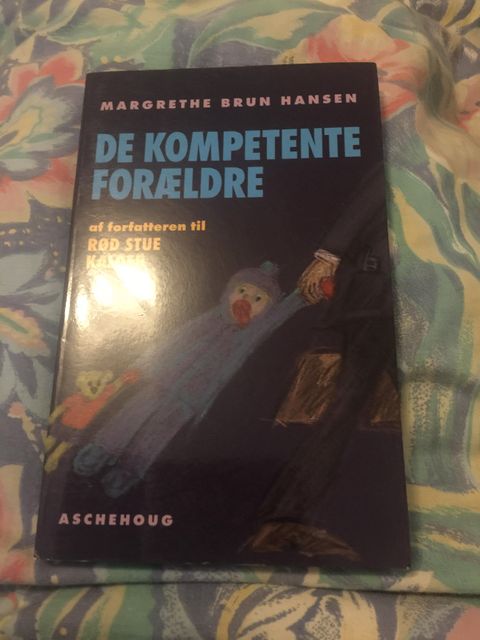 MARGRETHE BRUN HANSEN
DE KOMPETENTE
FORÆLDRE
af forfatteren til
RØD STUE
ASCHEHOUG